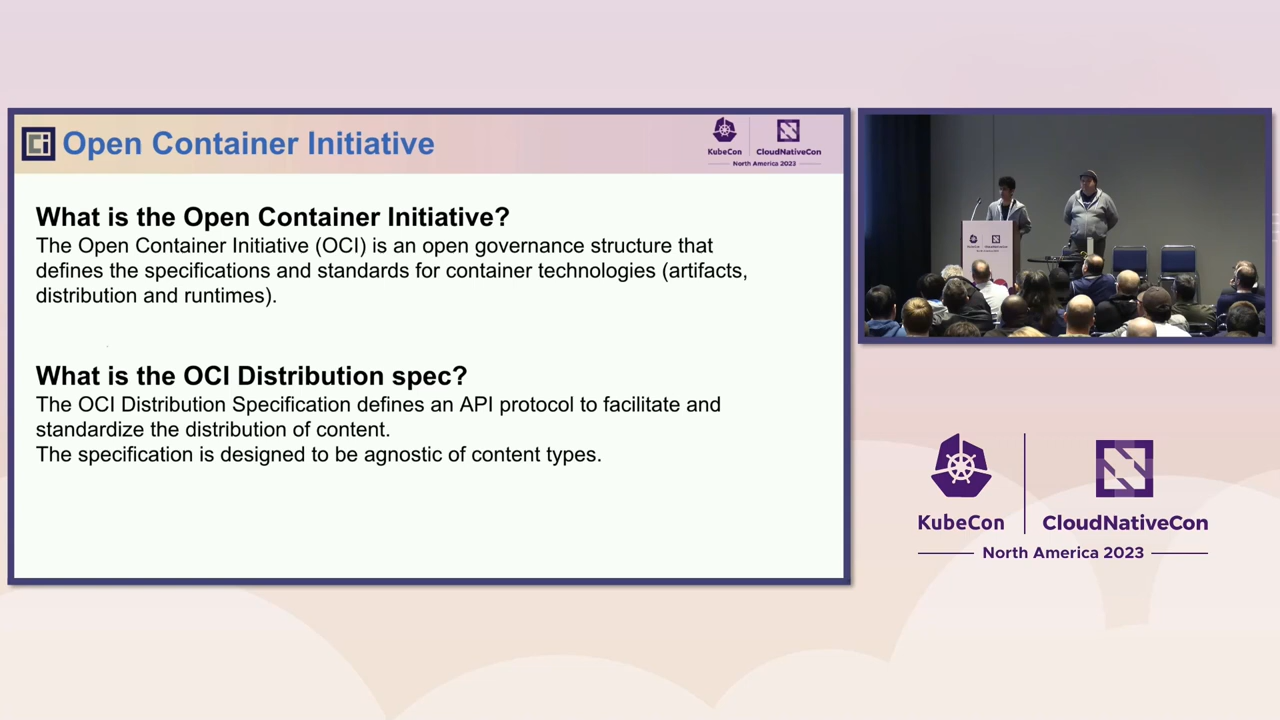 Ci Open Container Initiative
KubeCon
CloudNativeCon
North America 2023
What is the Open Container Initiative?
The Open Container Initiative (OCI) is an open governance structure that
defines the specifications and standards for container technologies (artifacts,
distribution and runtimes).
What is the OCI Distribution spec?
The OCI Distribution Specification defines an API protocol to facilitate and
standardize the distribution of content.
The specification is designed to be agnostic of content types.
KubeCon
CloudNativeCon
North America 2023